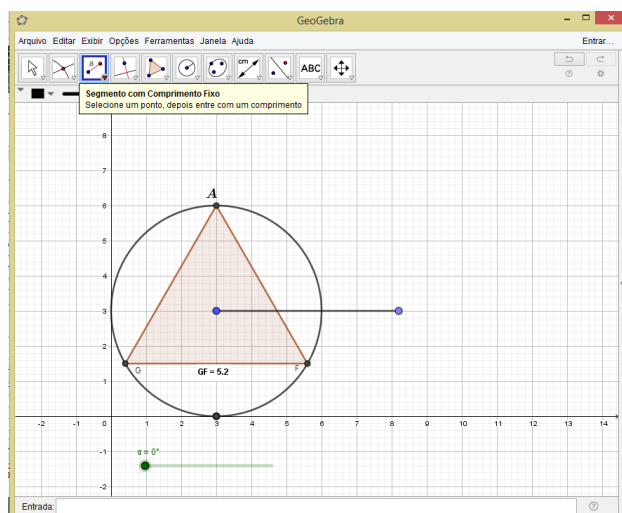 GeoGebra
Arquivo Editar Exibir Opções Ferramentas Janela Ajuda
Entrar...
a
cm
ABC
Segmento com Comprimento Fixo
Selecione um ponto, depois entre com um comprimento
8
7
A
6
5
4
3
2
G
GF = 5.2
F
1
-2 -1 0 1 2 3 4 5 6 7 8 9 10 11 12 13 14
-1
α = 0°
-2
Entrada: